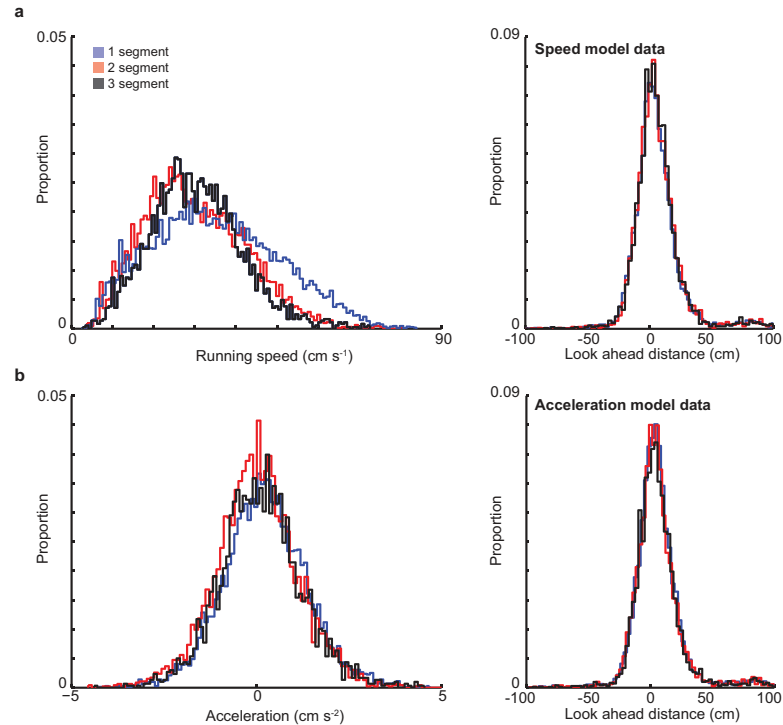 a
0.05
1 segment
2 segment
3 segment
Proportion
0
0
90
Running speed (cm s⁻¹)
0.09
Speed model data
Proportion
0
-100
-50
0
50
100
Look ahead distance (cm)
b
0.05
Proportion
0
−5
0
5
Acceleration (cm s⁻²)
0.09
Acceleration model data
Proportion
0
-100
-50
0
50
100
Look ahead distance (cm)